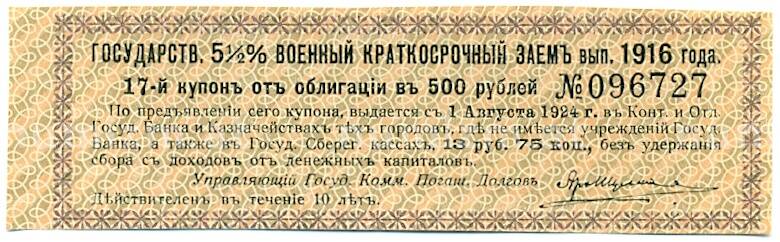 ГОСУДАРСТВ. 5½% ВОЕННЫЙ КРАТКОСРОЧНЫЙ ЗАЕМЪ вып. 1916 года.
17-й купонъ отъ облигаціи въ 500 рублей №096727
По предъявленіи сего купона, выдается съ 1 Августа 1924 г. въ Конт. и Отд.
Госуд. Банка и Казначействахъ тѣхъ городовъ, гдѣ не имѣется учрежденій Госуд.
Банка, а также въ Госуд. Сберег. кассахъ, 13 руб. 75 коп., безъ удержанія
сбора съ доходовъ отъ денежныхъ капиталовъ.
Управляющій Госуд. Комм. Погаш. Долговъ
Дѣйствителенъ въ теченіе 10 лѣтъ.